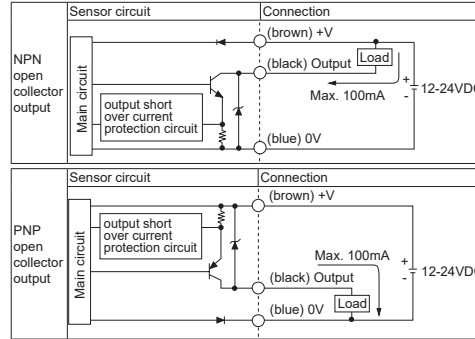 Sensor circuit
Connection
NPN
open
collector
output
Main circuit
(brown) +V
Load
(black) Output
Max. 100mA
+
-
12-24VDC
output short
over current
protection circuit
(blue) 0V
Sensor circuit
Connection
PNP
open
collector
output
Main circuit
(brown) +V
output short
over current
protection circuit
Max. 100mA
+
-
12-24VDC
(black) Output
Load
(blue) 0V